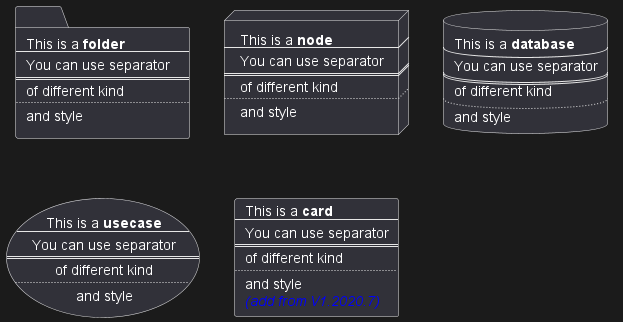 This is a folder
You can use separator
of different kind
and style
This is a node
You can use separator
of different kind
and style
This is a database
You can use separator
of different kind
and style
This is a usecase
You can use separator
of different kind
and style
This is a card
You can use separator
of different kind
and style
(add from V1.2020.7)